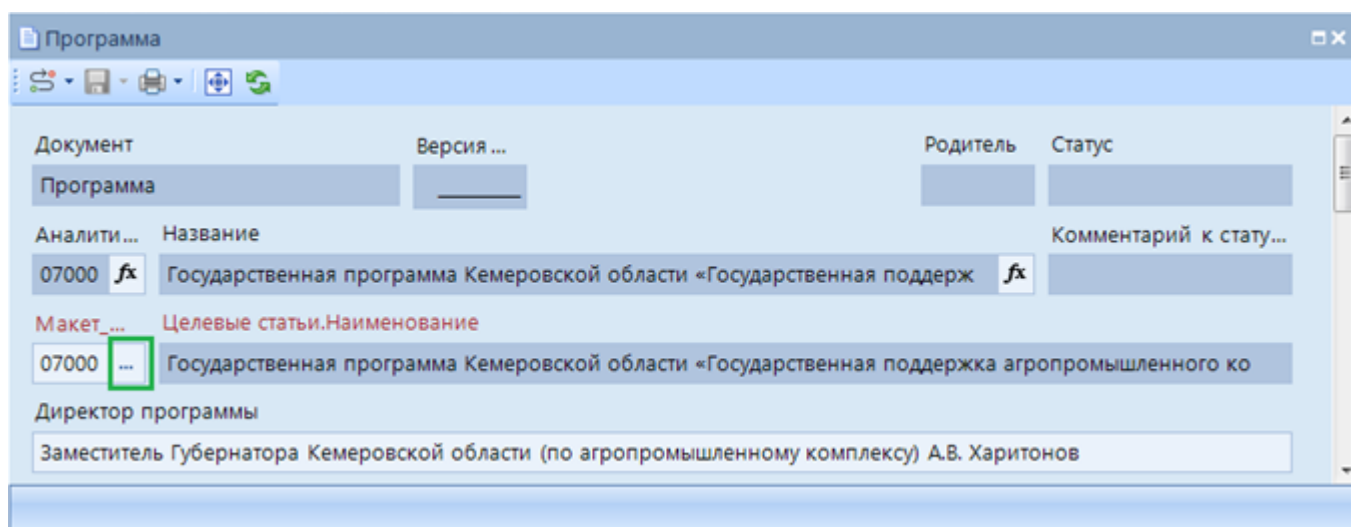 Программа
Документ Версия ... Родитель Статус
Программа
Аналити... Название Комментарий к стату...
07000 fx Государственная программа Кемеровской области «Государственная поддерж fx
Макет_... Целевые статьи.Наименование
07000 ... Государственная программа Кемеровской области «Государственная поддержка агропромышленного ко
Директор программы
Заместитель Губернатора Кемеровской области (по агропромышленному комплексу) А.В. Харитонов